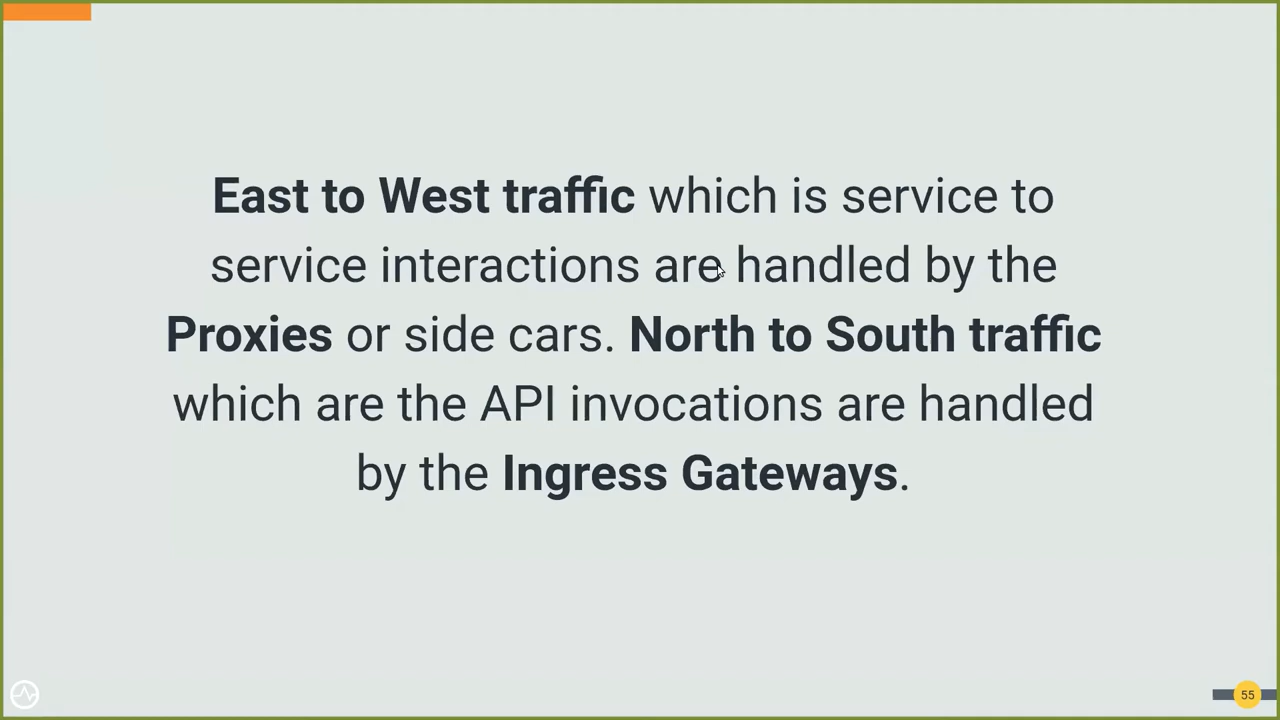 East to West traffic which is service to
service interactions are handled by the
Proxies or side cars. North to South traffic
which are the API invocations are handled
by the Ingress Gateways.
55